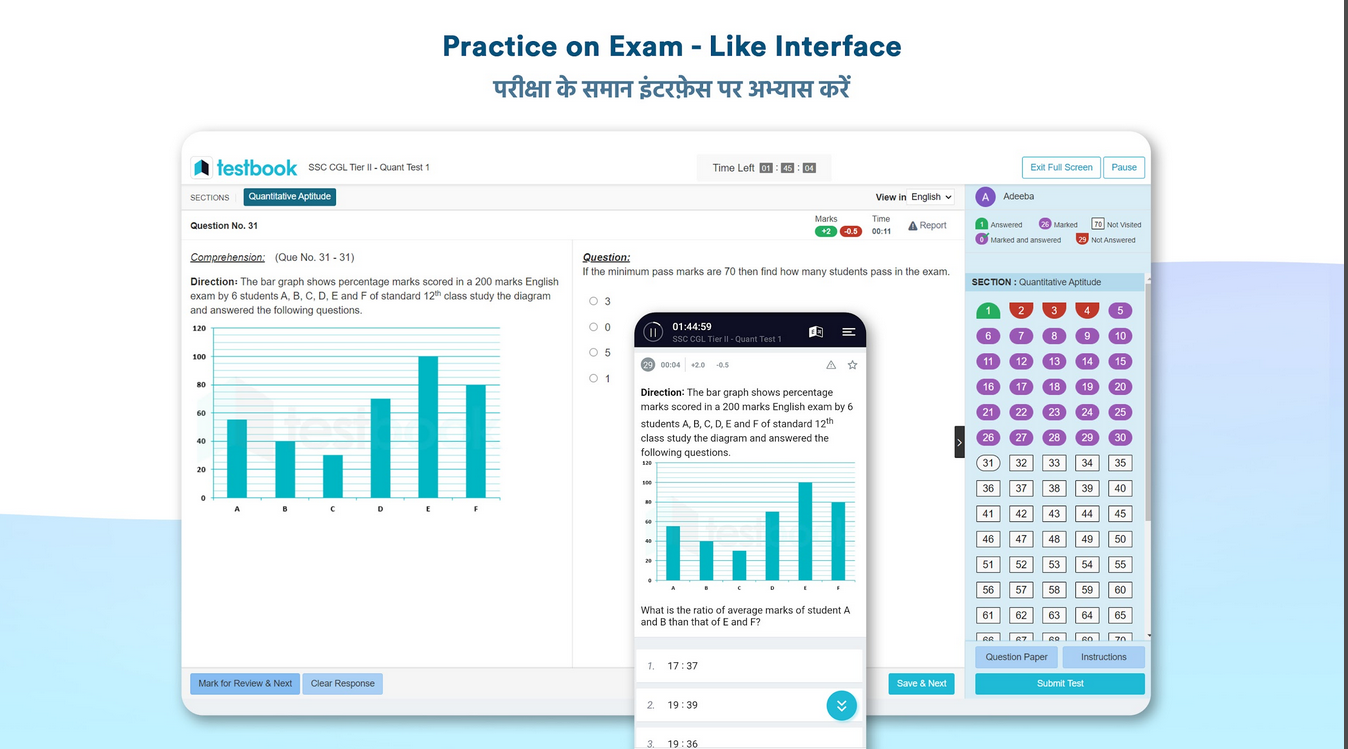 Practice on Exam - Like Interface
परीक्षा के समान इंटरफ़ेस पर अभ्यास करें
testbook SSC CGL Tier II - Quant Test 1
Time Left 01 : 45 : 04
Exit Full Screen Pause
SECTIONS Quantitative Aptitude
View in English
Question No. 31
Marks
+2 -0.5
Time
00:11
Report
Comprehension: (Que No. 31 - 31)
Direction: The bar graph shows percentage marks scored in a 200 marks English
exam by 6 students A, B, C, D, E and F of standard 12th class study the diagram
and answered the following questions.
120
100
80
60
40
20
0
A B C D E F
testbook
Question:
If the minimum pass marks are 70 then find how many students pass in the exam.
3
0
5
1
01:44:59
SSC CGL Tier II - Quant Test 1
29 00:04 +2.0 -0.5
Direction: The bar graph shows percentage
marks scored in a 200 marks English exam by 6
students A, B, C, D, E and F of standard 12th
class study the diagram and answered the
following questions.
120
100
80
60
40
20
0
A B C D E F
What is the ratio of average marks of student A
and B than that of E and F?
1. 17 : 37
2. 19 : 39
3. 19 : 36
Mark for Review & Next Clear Response
Save & Next
A Adeeba
1 Answered 26 Marked 70 Not Visited
0 Marked and answered 29 Not Answered
SECTION : Quantitative Aptitude
1 2 3 4 5
6 7 8 9 10
11 12 13 14 15
16 17 18 19 20
21 22 23 24 25
26 27 28 29 30
31 32 33 34 35
36 37 38 39 40
41 42 43 44 45
46 47 48 49 50
51 52 53 54 55
56 57 58 59 60
61 62 63 64 65
66 67 68 69 70
Question Paper Instructions
Submit Test